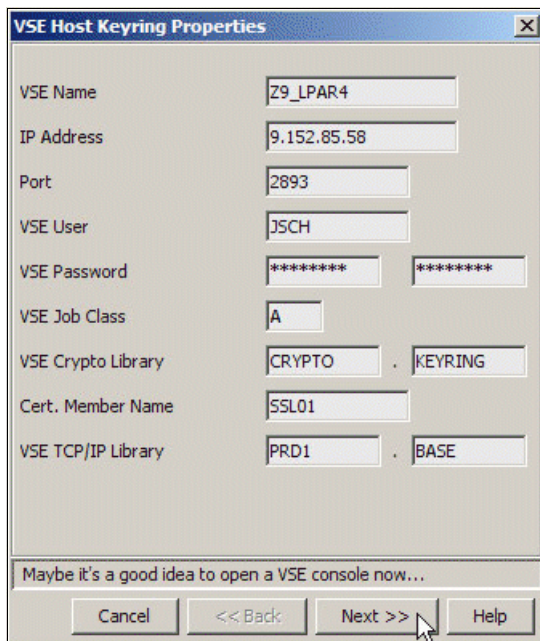 VSE Host Keyring Properties
VSE Name Z9_LPAR4
IP Address 9.152.85.58
Port 2893
VSE User JSCH
VSE Password ******** ********
VSE Job Class A
VSE Crypto Library CRYPTO . KEYRING
Cert. Member Name SSL01
VSE TCP/IP Library PRD1 . BASE
Maybe it's a good idea to open a VSE console now...
Cancel << Back Next >> Help